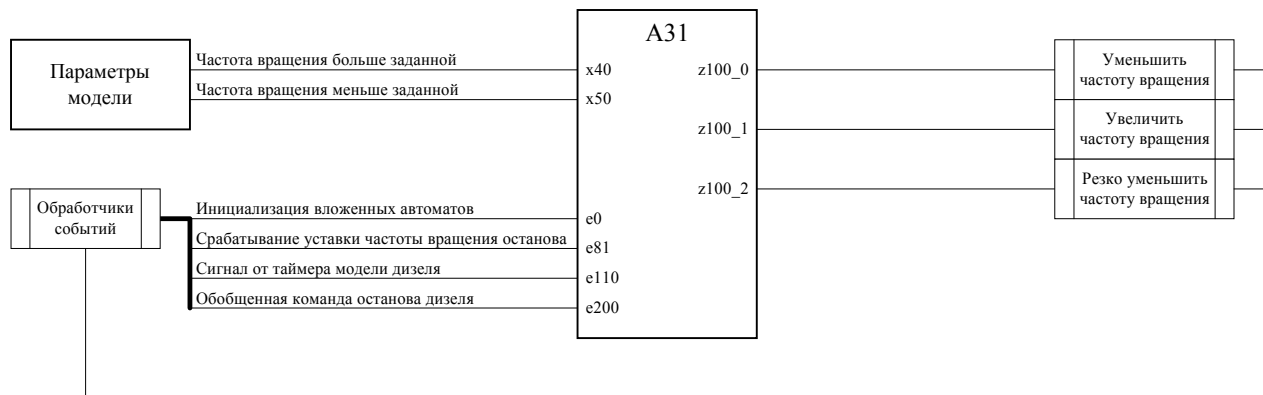 A31
Параметры
модели
Частота вращения больше заданной
Частота вращения меньше заданной
x40
x50
z100_0
z100_1
z100_2
Уменьшить
частоту вращения
Увеличить
частоту вращения
Резко уменьшить
частоту вращения
Обработчики
событий
Инициализация вложенных автоматов
Срабатывание уставки частоты вращения останова
Сигнал от таймера модели дизеля
Обобщенная команда останова дизеля
e0
e81
e110
e200